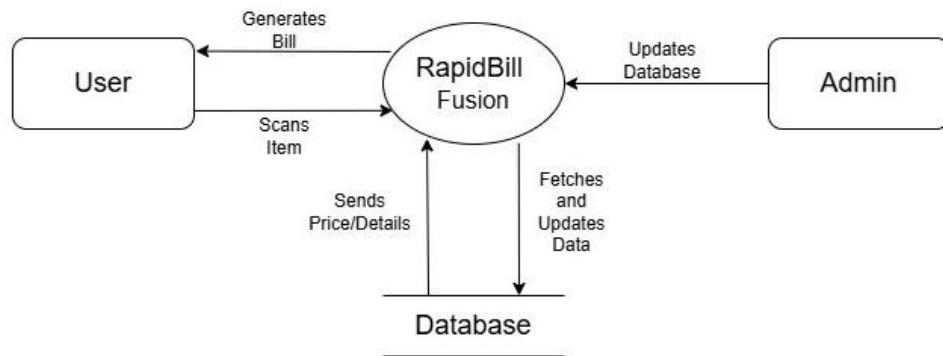 Generates
Bill
User
Scans
Item
RapidBill
Fusion
Updates
Database
Admin
Sends
Price/Details
Fetches
and
Updates
Data
Database